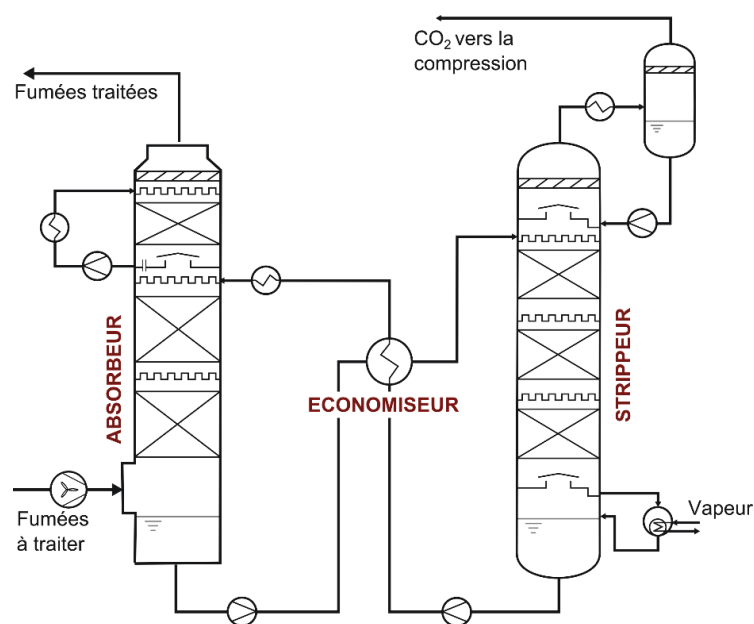 CO₂ vers la
compression
Fumées traitées
ABSORBEUR
ECONOMISEUR
STRIPPEUR
Fumées
à traiter
Vapeur